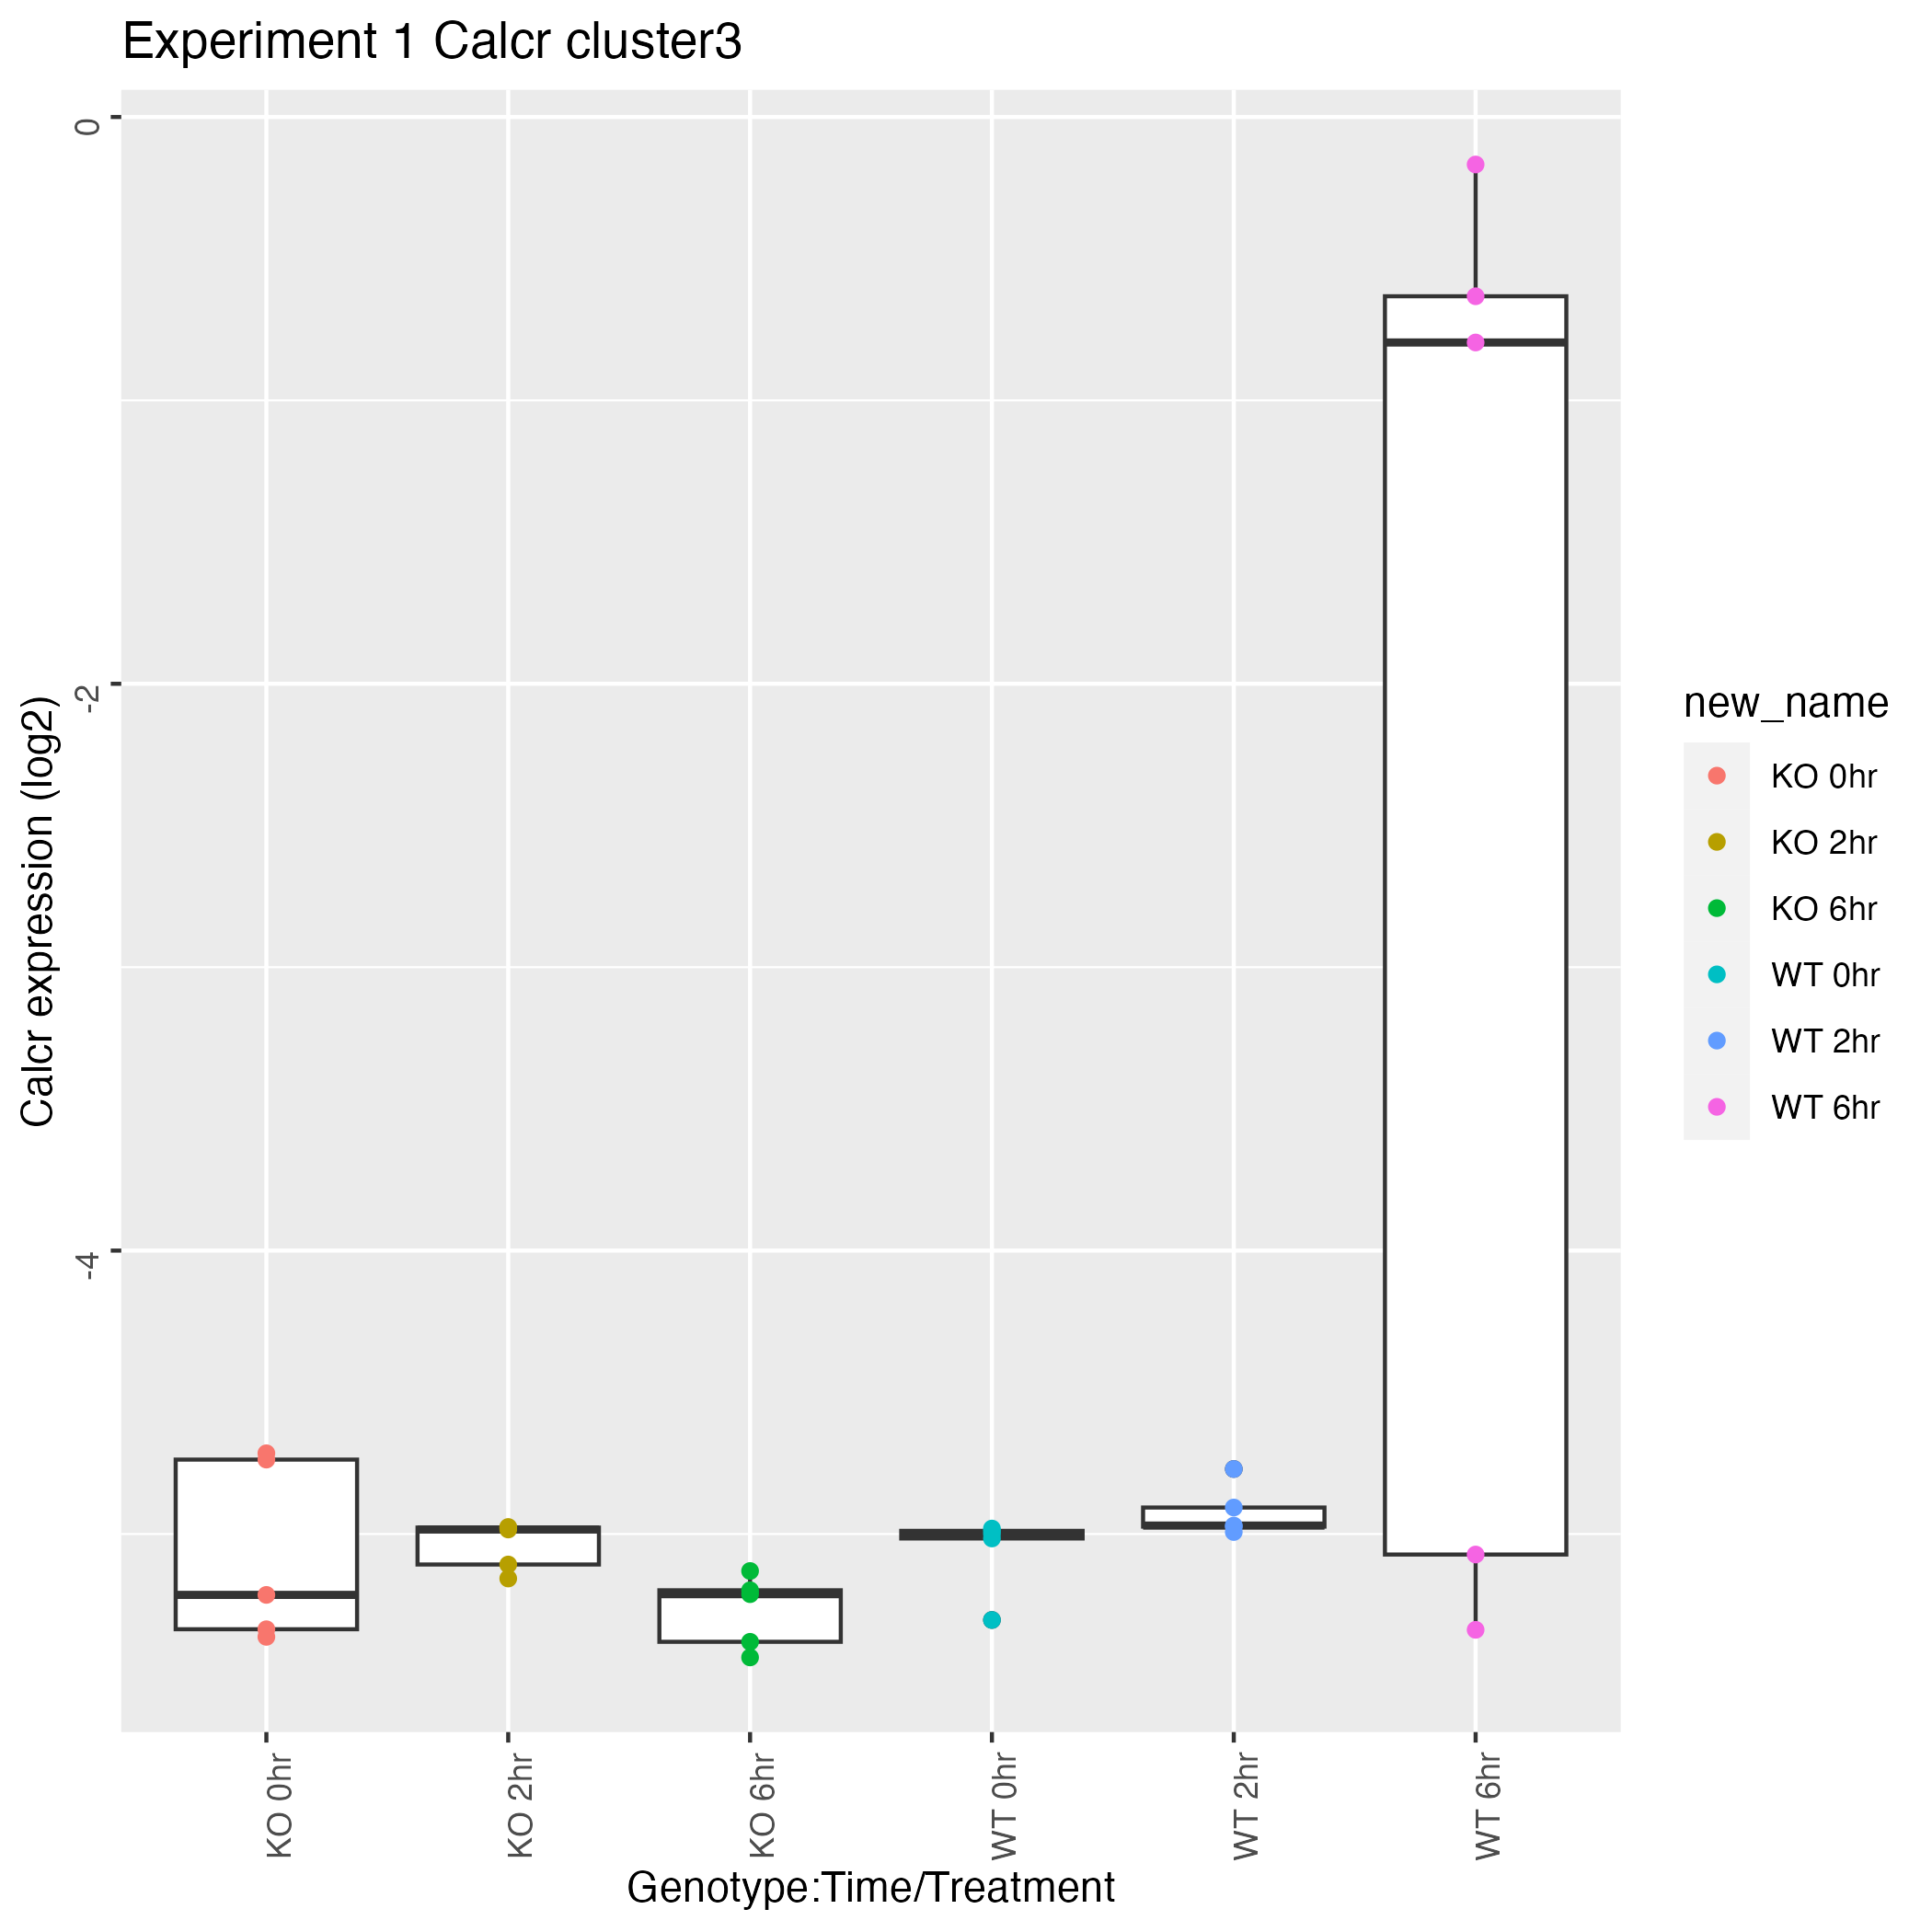 Experiment 1 Calcr cluster3
Calcr expression (log2)
0
-2
-4
KO 0hr
KO 2hr
KO 6hr
WT 0hr
WT 2hr
WT 6hr
Genotype:Time/Treatment
new_name
KO 0hr
KO 2hr
KO 6hr
WT 0hr
WT 2hr
WT 6hr